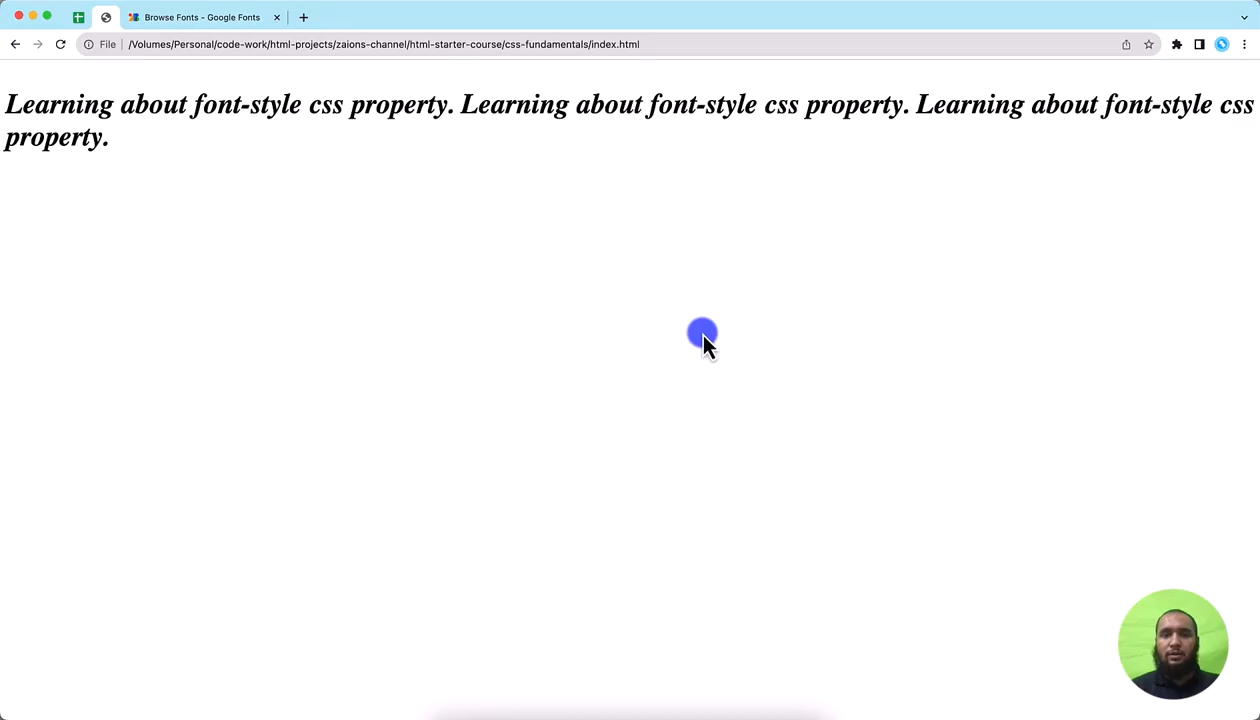 Browse Fonts - Google Fonts
File /Volumes/Personal/code-work/html-projects/zaions-channel/html-starter-course/css-fundamentals/index.html
Learning about font-style css property. Learning about font-style css property. Learning about font-style css
property.